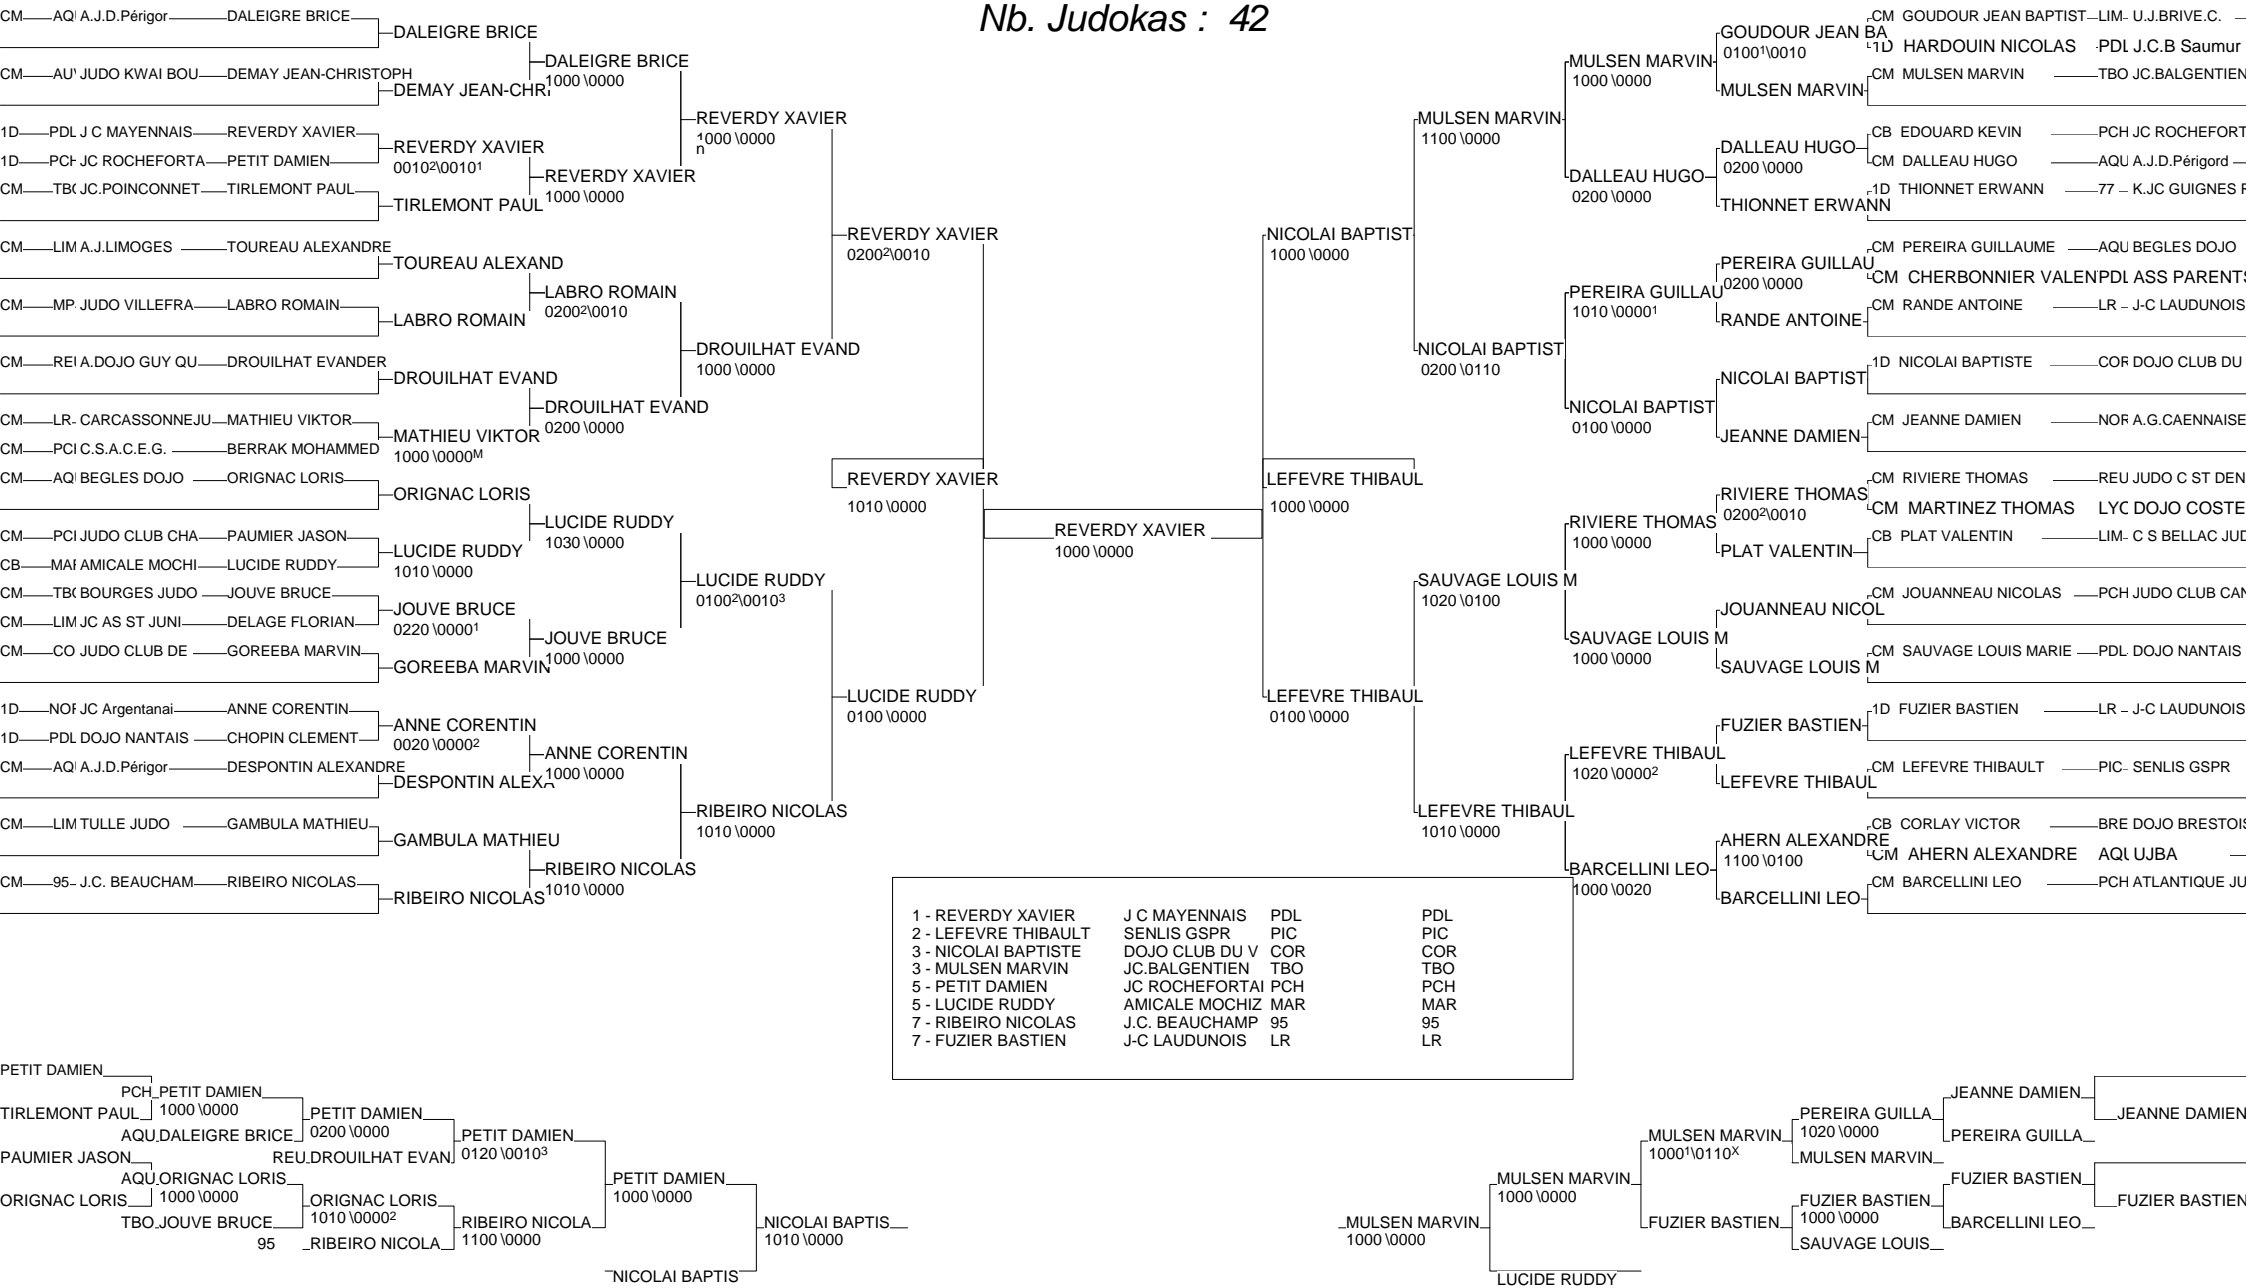 Nb. Judokas : 42
CM AQ A.J.D.Périgor DALEIGRE BRICE
DALEIGRE BRICE
DALEIGRE BRICE
1000 \0000
CM AU JUDO KWAI BOU DEMAY JEAN-CHRISTOPH
DEMAY JEAN-CHRI
REVERDY XAVIER
1000 \0000
n
1D PDL J C MAYENNAIS REVERDY XAVIER
1D PCH JC ROCHEFORTA PETIT DAMIEN
REVERDY XAVIER
0010²\0010¹
REVERDY XAVIER
1000 \0000
CM TBO JC.POINCONNET TIRLEMONT PAUL
TIRLEMONT PAUL
REVERDY XAVIER
0200²\0010
CM LIM A.J.LIMOGES TOUREAU ALEXANDRE
TOUREAU ALEXAND
LABRO ROMAIN
0200²\0010
CM MP- JUDO VILLEFRA LABRO ROMAIN
LABRO ROMAIN
DROUILHAT EVAND
1000 \0000
CM REU A.DOJO GUY QU DROUILHAT EVANDER
DROUILHAT EVAND
DROUILHAT EVAND
0200 \0000
CM LR- CARCASSONNEJU MATHIEU VIKTOR
CM PCH C.S.A.C.E.G. BERRAK MOHAMMED
MATHIEU VIKTOR
1000 \0000ᴹ
REVERDY XAVIER
1010 \0000
CM AQ BEGLES DOJO ORIGNAC LORIS
ORIGNAC LORIS
LUCIDE RUDDY
1030 \0000
CM PCH JUDO CLUB CHA PAUMIER JASON
CB MAR AMICALE MOCHI LUCIDE RUDDY
LUCIDE RUDDY
1010 \0000
LUCIDE RUDDY
0100²\0010³
CM TBO BOURGES JUDO JOUVE BRUCE
CM LIM JC AS ST JUNI DELAGE FLORIAN
JOUVE BRUCE
0220 \0000¹
JOUVE BRUCE
1000 \0000
CM CO JUDO CLUB DE GOREEBA MARVIN
GOREEBA MARVIN
LUCIDE RUDDY
0100 \0000
1D NOR JC Argentanai ANNE CORENTIN
1D PDL DOJO NANTAIS CHOPIN CLEMENT
ANNE CORENTIN
0020 \0000²
ANNE CORENTIN
1000 \0000
CM AQ A.J.D.Périgor DESPONTIN ALEXANDRE
DESPONTIN ALEXA
RIBEIRO NICOLAS
1010 \0000
CM LIM TULLE JUDO GAMBULA MATHIEU
GAMBULA MATHIEU
RIBEIRO NICOLAS
1010 \0000
CM 95- J.C. BEAUCHAM RIBEIRO NICOLAS
RIBEIRO NICOLAS
REVERDY XAVIER
1000 \0000
CM GOUDOUR JEAN BAPTIST LIM- U.J.BRIVE.C.
1D HARDOUIN NICOLAS PDL J.C.B Saumur
GOUDOUR JEAN BA
0100¹\0010
MULSEN MARVIN
1000 \0000
CM MULSEN MARVIN TBO JC.BALGENTIEN
MULSEN MARVIN
MULSEN MARVIN
1100 \0000
CB EDOUARD KEVIN PCH JC ROCHEFORT
CM DALLEAU HUGO AQU A.J.D.Périgord
DALLEAU HUGO
0200 \0000
DALLEAU HUGO
0200 \0000
1D THIONNET ERWANN 77 K.JC GUIGNES
THIONNET ERWANN
NICOLAI BAPTIST
1000 \0000
CM PEREIRA GUILLAUME AQU BEGLES DOJO
CM CHERBONNIER VALEN PDL ASS PARENTS
PEREIRA GUILLAU
0200 \0000
PEREIRA GUILLAU
1010 \0000¹
CM RANDE ANTOINE LR - J-C LAUDUNOIS
RANDE ANTOINE
NICOLAI BAPTIST
0200 \0110
1D NICOLAI BAPTISTE COR DOJO CLUB DU
NICOLAI BAPTIST
NICOLAI BAPTIST
0100 \0000
CM JEANNE DAMIEN NOR A.G.CAENNAISE
JEANNE DAMIEN
LEFEVRE THIBAUL
1000 \0000
CM RIVIERE THOMAS REU JUDO C ST DEN
CM MARTINEZ THOMAS LYO DOJO COSTE
RIVIERE THOMAS
0200²\0010
RIVIERE THOMAS
1000 \0000
CB PLAT VALENTIN LIM- C S BELLAC JUD
PLAT VALENTIN
SAUVAGE LOUIS M
1020 \0100
CM JOUANNEAU NICOLAS PCH JUDO CLUB CAN
JOUANNEAU NICOL
SAUVAGE LOUIS M
1000 \0000
CM SAUVAGE LOUIS MARIE PDL DOJO NANTAIS
SAUVAGE LOUIS M
LEFEVRE THIBAUL
0100 \0000
1D FUZIER BASTIEN LR - J-C LAUDUNOIS
FUZIER BASTIEN
LEFEVRE THIBAUL
1020 \0000²
CM LEFEVRE THIBAULT PIC- SENLIS GSPR
LEFEVRE THIBAUL
LEFEVRE THIBAUL
1010 \0000
CB CORLAY VICTOR BRE DOJO BRESTOIS
CM AHERN ALEXANDRE AQU UJBA
AHERN ALEXANDRE
1100 \0100
BARCELLINI LEO
1000 \0020
CM BARCELLINI LEO PCH ATLANTIQUE JU
BARCELLINI LEO
1 - REVERDY XAVIER J C MAYENNAIS PDL PDL
2 - LEFEVRE THIBAULT SENLIS GSPR PIC PIC
3 - NICOLAI BAPTISTE DOJO CLUB DU V COR COR
3 - MULSEN MARVIN JC.BALGENTIEN TBO TBO
5 - PETIT DAMIEN JC ROCHEFORTAI PCH PCH
5 - LUCIDE RUDDY AMICALE MOCHIZ MAR MAR
7 - RIBEIRO NICOLAS J.C. BEAUCHAMP 95 95
7 - FUZIER BASTIEN J-C LAUDUNOIS LR LR
PETIT DAMIEN
PCH PETIT DAMIEN
1000 \0000
TIRLEMONT PAUL
PETIT DAMIEN
0200 \0000
AQU DALEIGRE BRICE
PETIT DAMIEN
0120 \0010³
PAUMIER JASON
REU DROUILHAT EVAN
AQU ORIGNAC LORIS
1000 \0000
PETIT DAMIEN
1000 \0000
ORIGNAC LORIS
ORIGNAC LORIS
1010 \0000²
TBO JOUVE BRUCE
RIBEIRO NICOLA
1100 \0000
95 RIBEIRO NICOLA
NICOLAI BAPTIS
1010 \0000
NICOLAI BAPTIS
JEANNE DAMIEN
JEANNE DAMIEN
PEREIRA GUILLA
1020 \0000
PEREIRA GUILLA
MULSEN MARVIN
1000¹\0110ˣ
MULSEN MARVIN
MULSEN MARVIN
1000 \0000
FUZIER BASTIEN
FUZIER BASTIEN
FUZIER BASTIEN
1000 \0000
BARCELLINI LEO
FUZIER BASTIEN
SAUVAGE LOUIS
MULSEN MARVIN
1000 \0000
LUCIDE RUDDY